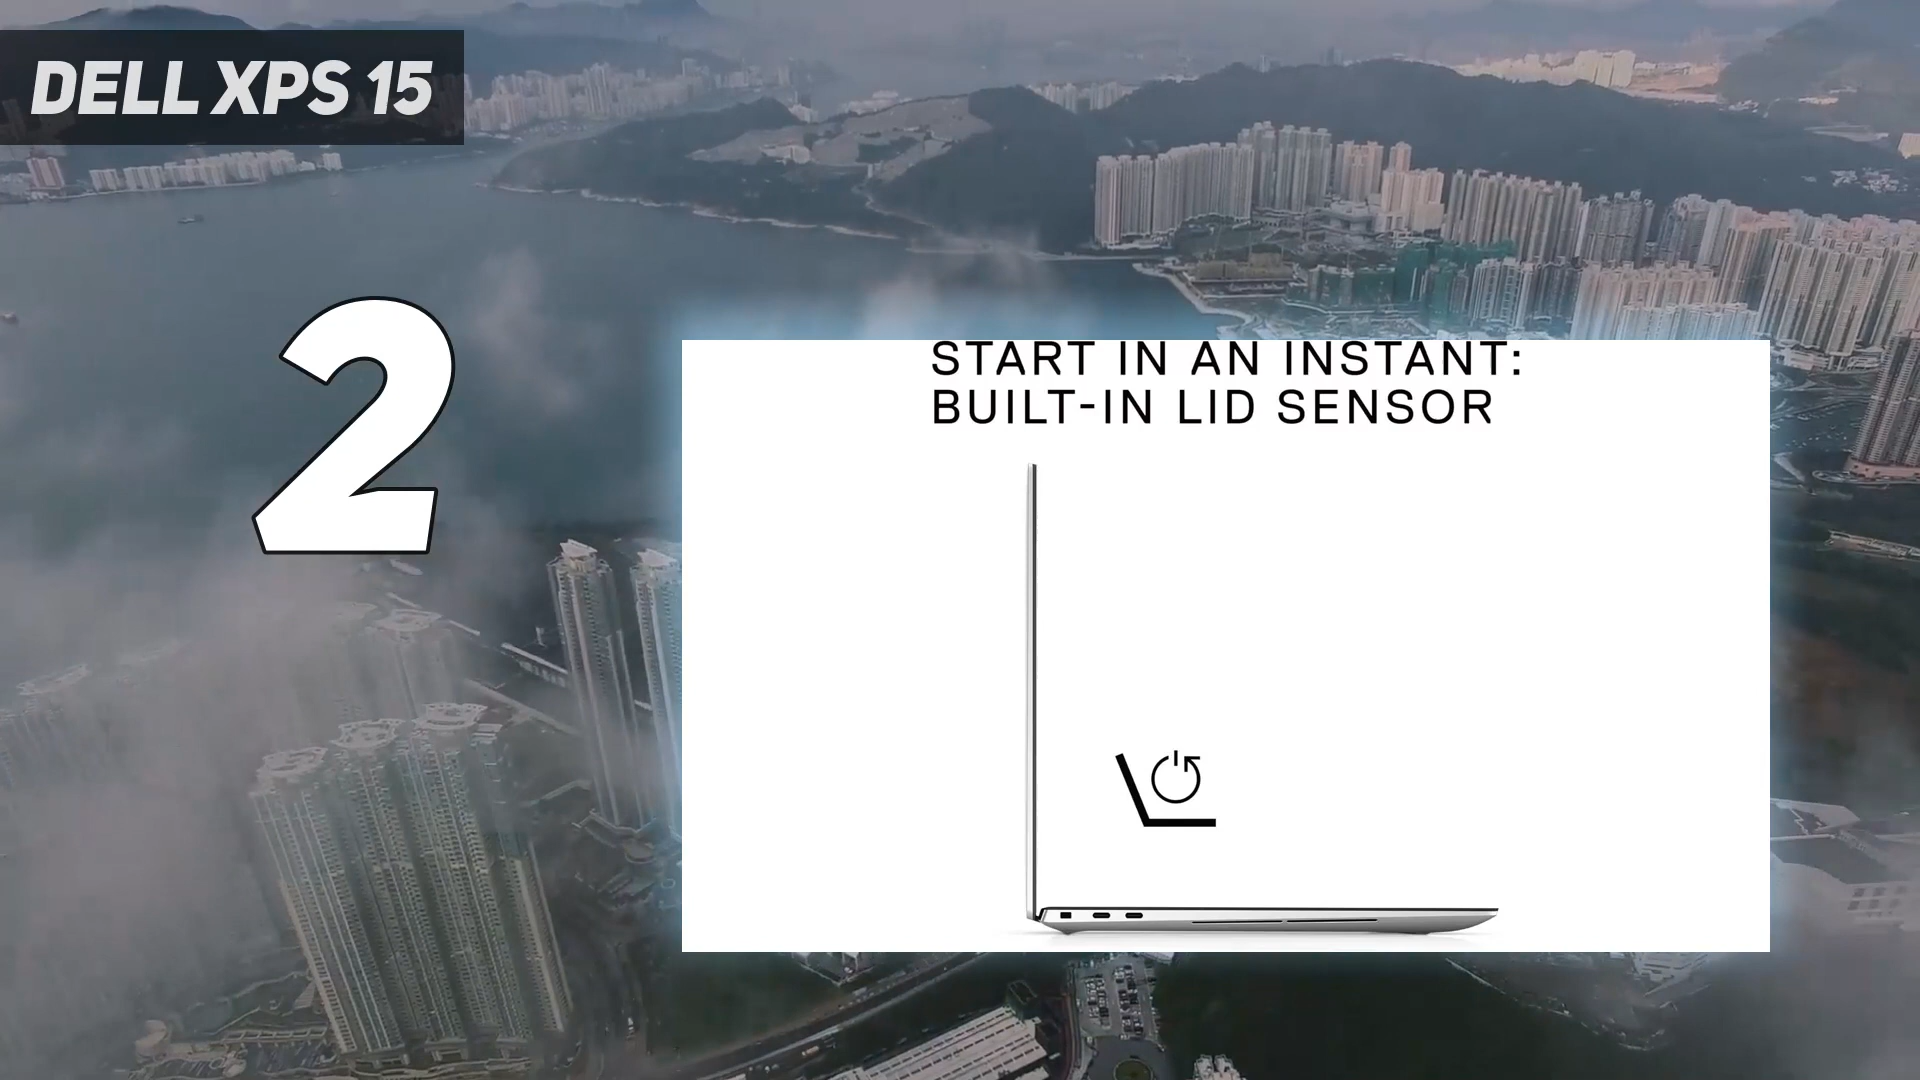 DELL XPS 15
2
START IN AN INSTANT:
BUILT-IN LID SENSOR